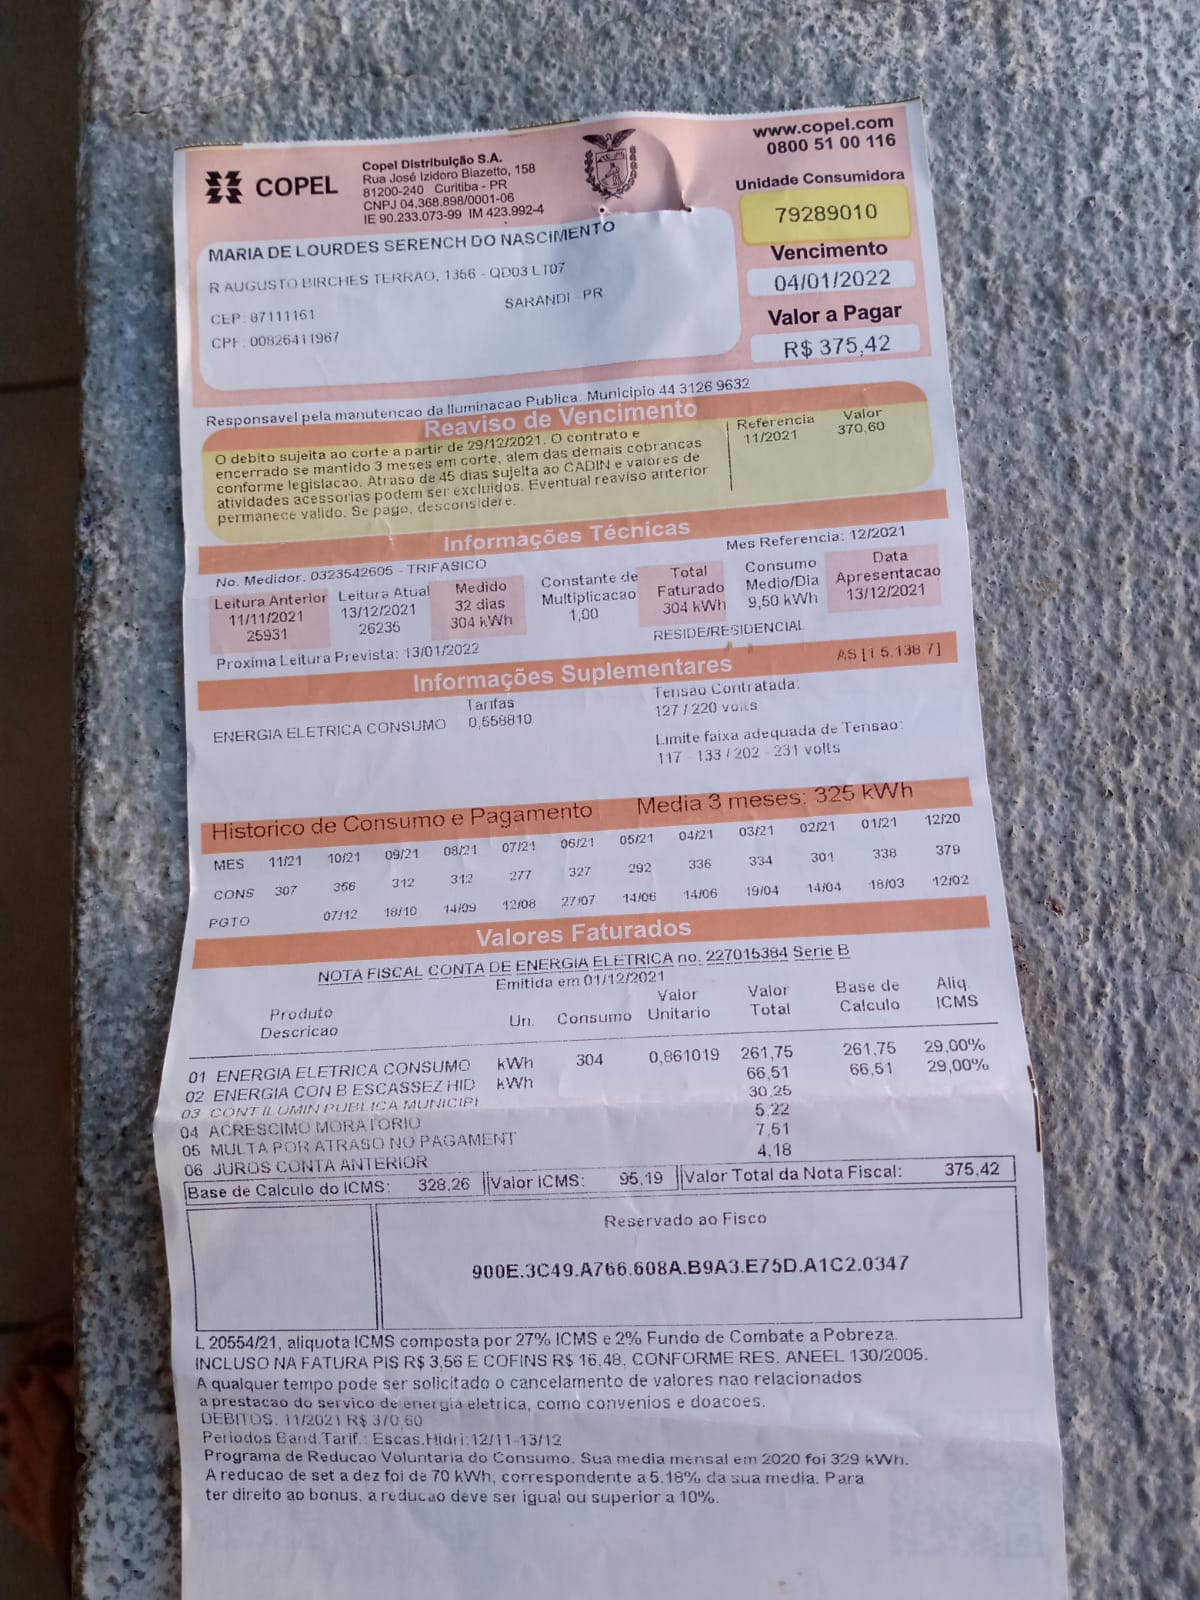 COPEL
Copel Distribuição S.A.
Rua José Izidoro Biazetto, 158
81200-240 Curitiba - PR
CNPJ 04.368.898/0001-06
IE 90.233.073-99 IM 423.992-4
www.copel.com
0800 51 00 116
Unidade Consumidora
79289010
Vencimento
04/01/2022
Valor a Pagar
R$ 375,42
MARIA DE LOURDES SERENCH DO NASCIMENTO
R AUGUSTO BIRCHES TERRAO, 1356 - QD03 LT07
SARANDI - PR
CEP: 87111161
CPF: 00826411967
Responsavel pela manutencao da Iluminacao Publica. Municipio 44 3126 9632
Reaviso de Vencimento
O debito sujeita ao corte a partir de 29/12/2021. O contrato e
encerrado se mantido 3 meses em corte, alem das demais cobrancas
conforme legislacao. Atraso de 45 dias sujeita ao CADIN e valores de
atividades acessorias podem ser excluidos. Eventual reaviso anterior
permanece valido. Se pago, desconsidere.
Referencia Valor
11/2021 370,60
Informações Técnicas
No. Medidor: 0323542605 - TRIFASICO Mes Referencia: 12/2021
Leitura Anterior
11/11/2021
25931
Leitura Atual
13/12/2021
26235
Medido
32 dias
304 kWh
Constante de
Multiplicacao
1,00
Total
Faturado
304 kWh
Consumo
Medio/Dia
9,50 kWh
Data
Apresentacao
13/12/2021
Proxima Leitura Prevista: 13/01/2022
RESIDE/RESIDENCIAL
Informações Suplementares AS [1 5.138 7]
Tarifas
ENERGIA ELETRICA CONSUMO 0,558810
Tensao Contratada:
127 / 220 volts
Limite faixa adequada de Tensao:
117 - 133 / 202 - 231 volts
Historico de Consumo e Pagamento Media 3 meses: 325 kWh
MES 11/21 10/21 09/21 08/21 07/21 06/21 05/21 04/21 03/21 02/21 01/21 12/20
CONS 307 356 312 312 277 327 292 336 334 301 338 379
PGTO 07/12 18/10 14/09 12/08 27/07 14/06 14/06 19/04 14/04 18/03 12/02
Valores Faturados
NOTA FISCAL CONTA DE ENERGIA ELETRICA no. 227015384 Serie B
Emitida em 01/12/2021
Produto
Descricao
Un. Consumo
Valor
Unitario
Valor
Total
Base de
Calculo
Aliq.
ICMS
01 ENERGIA ELETRICA CONSUMO kWh 304 0,861019 261,75 261,75 29,00%
02 ENERGIA CON B ESCASSEZ HID kWh 66,51 66,51 29,00%
03 CONT ILUMIN PUBLICA MUNICIPI 30,25
04 ACRESCIMO MORATORIO 5,22
05 MULTA POR ATRASO NO PAGAMENT 7,51
06 JUROS CONTA ANTERIOR 4,18
Base de Calculo do ICMS: 328,26 Valor ICMS: 95,19 Valor Total da Nota Fiscal: 375,42
Reservado ao Fisco
900E.3C49.A766.608A.B9A3.E75D.A1C2.0347
L 20554/21, aliquota ICMS composta por 27% ICMS e 2% Fundo de Combate a Pobreza.
INCLUSO NA FATURA PIS R$ 3,56 E COFINS R$ 16,48, CONFORME RES. ANEEL 130/2005.
A qualquer tempo pode ser solicitado o cancelamento de valores nao relacionados
a prestacao do servico de energia eletrica, como convenios e doacoes.
DEBITOS: 11/2021 R$ 370,60
Periodos Band.Tarif.: Escas.Hidri:12/11-13/12
Programa de Reducao Voluntaria do Consumo. Sua media mensal em 2020 foi 329 kWh.
A reducao de set a dez foi de 70 kWh, correspondente a 5.18% da sua media. Para
ter direito ao bonus, a reducao deve ser igual ou superior a 10%.